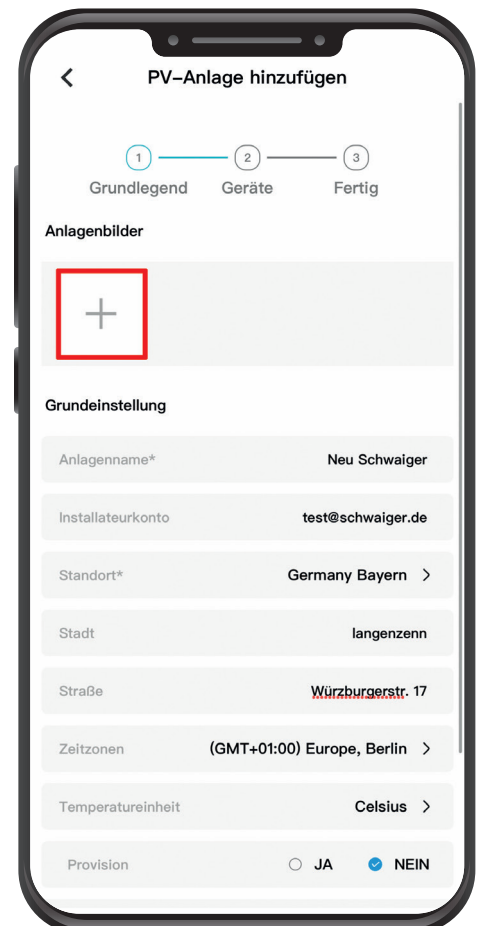 PV–Anlage hinzufügen
1 2 3
Grundlegend Geräte Fertig
Anlagenbilder
Grundeinstellung
Anlagenname* Neu Schwaiger
Installateurkonto test@schwaiger.de
Standort* Germany Bayern >
Stadt langenzenn
Straße Würzburgerstr. 17
Zeitzonen (GMT+01:00) Europe, Berlin >
Temperatureinheit Celsius >
Provision JA NEIN